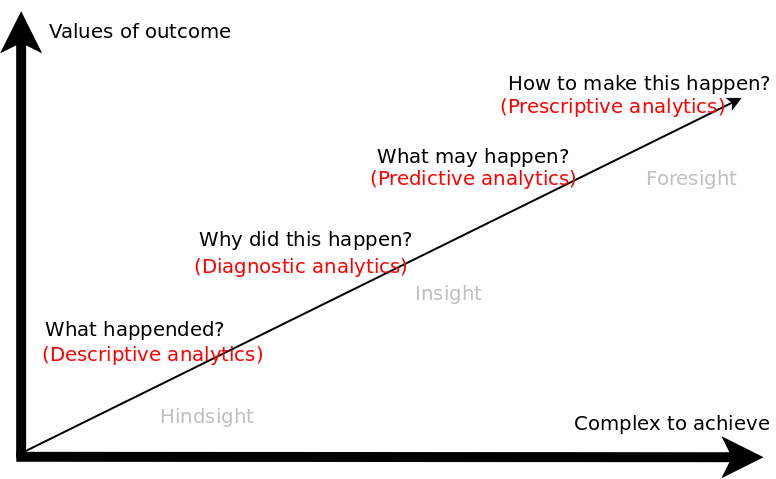 Values of outcome
How to make this happen?
(Prescriptive analytics)
What may happen?
(Predictive analytics)
Foresight
Why did this happen?
(Diagnostic analytics)
Insight
What happended?
(Descriptive analytics)
Hindsight
Complex to achieve